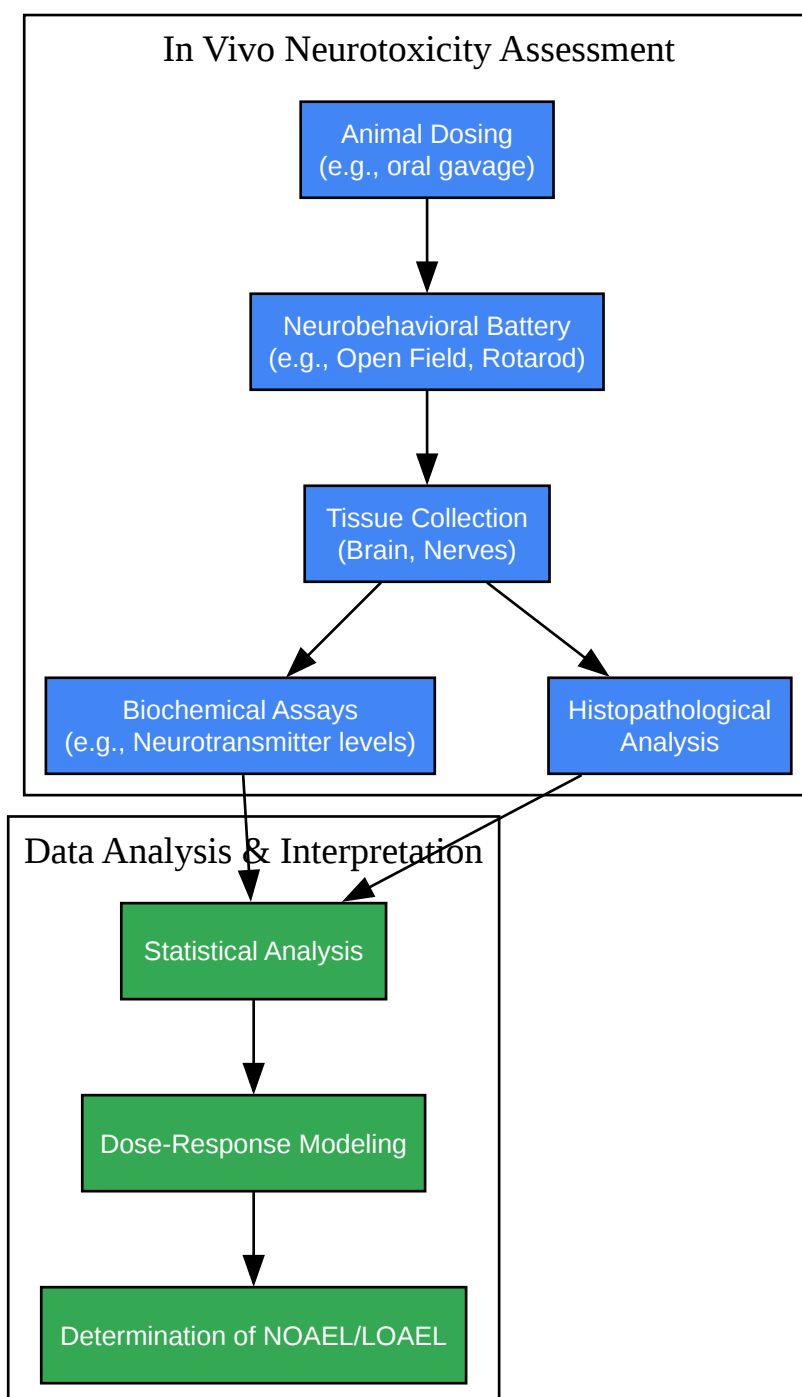 In Vivo Neurotoxicity Assessment
Animal Dosing
(e.g., oral gavage)
Neurobehavioral Battery
(e.g., Open Field, Rotarod)
Tissue Collection
(Brain, Nerves)
Biochemical Assays
(e.g., Neurotransmitter levels)
Histopathological
Analysis
Data Analysis & Interpretation
Statistical Analysis
Dose-Response Modeling
Determination of NOAEL/LOAEL